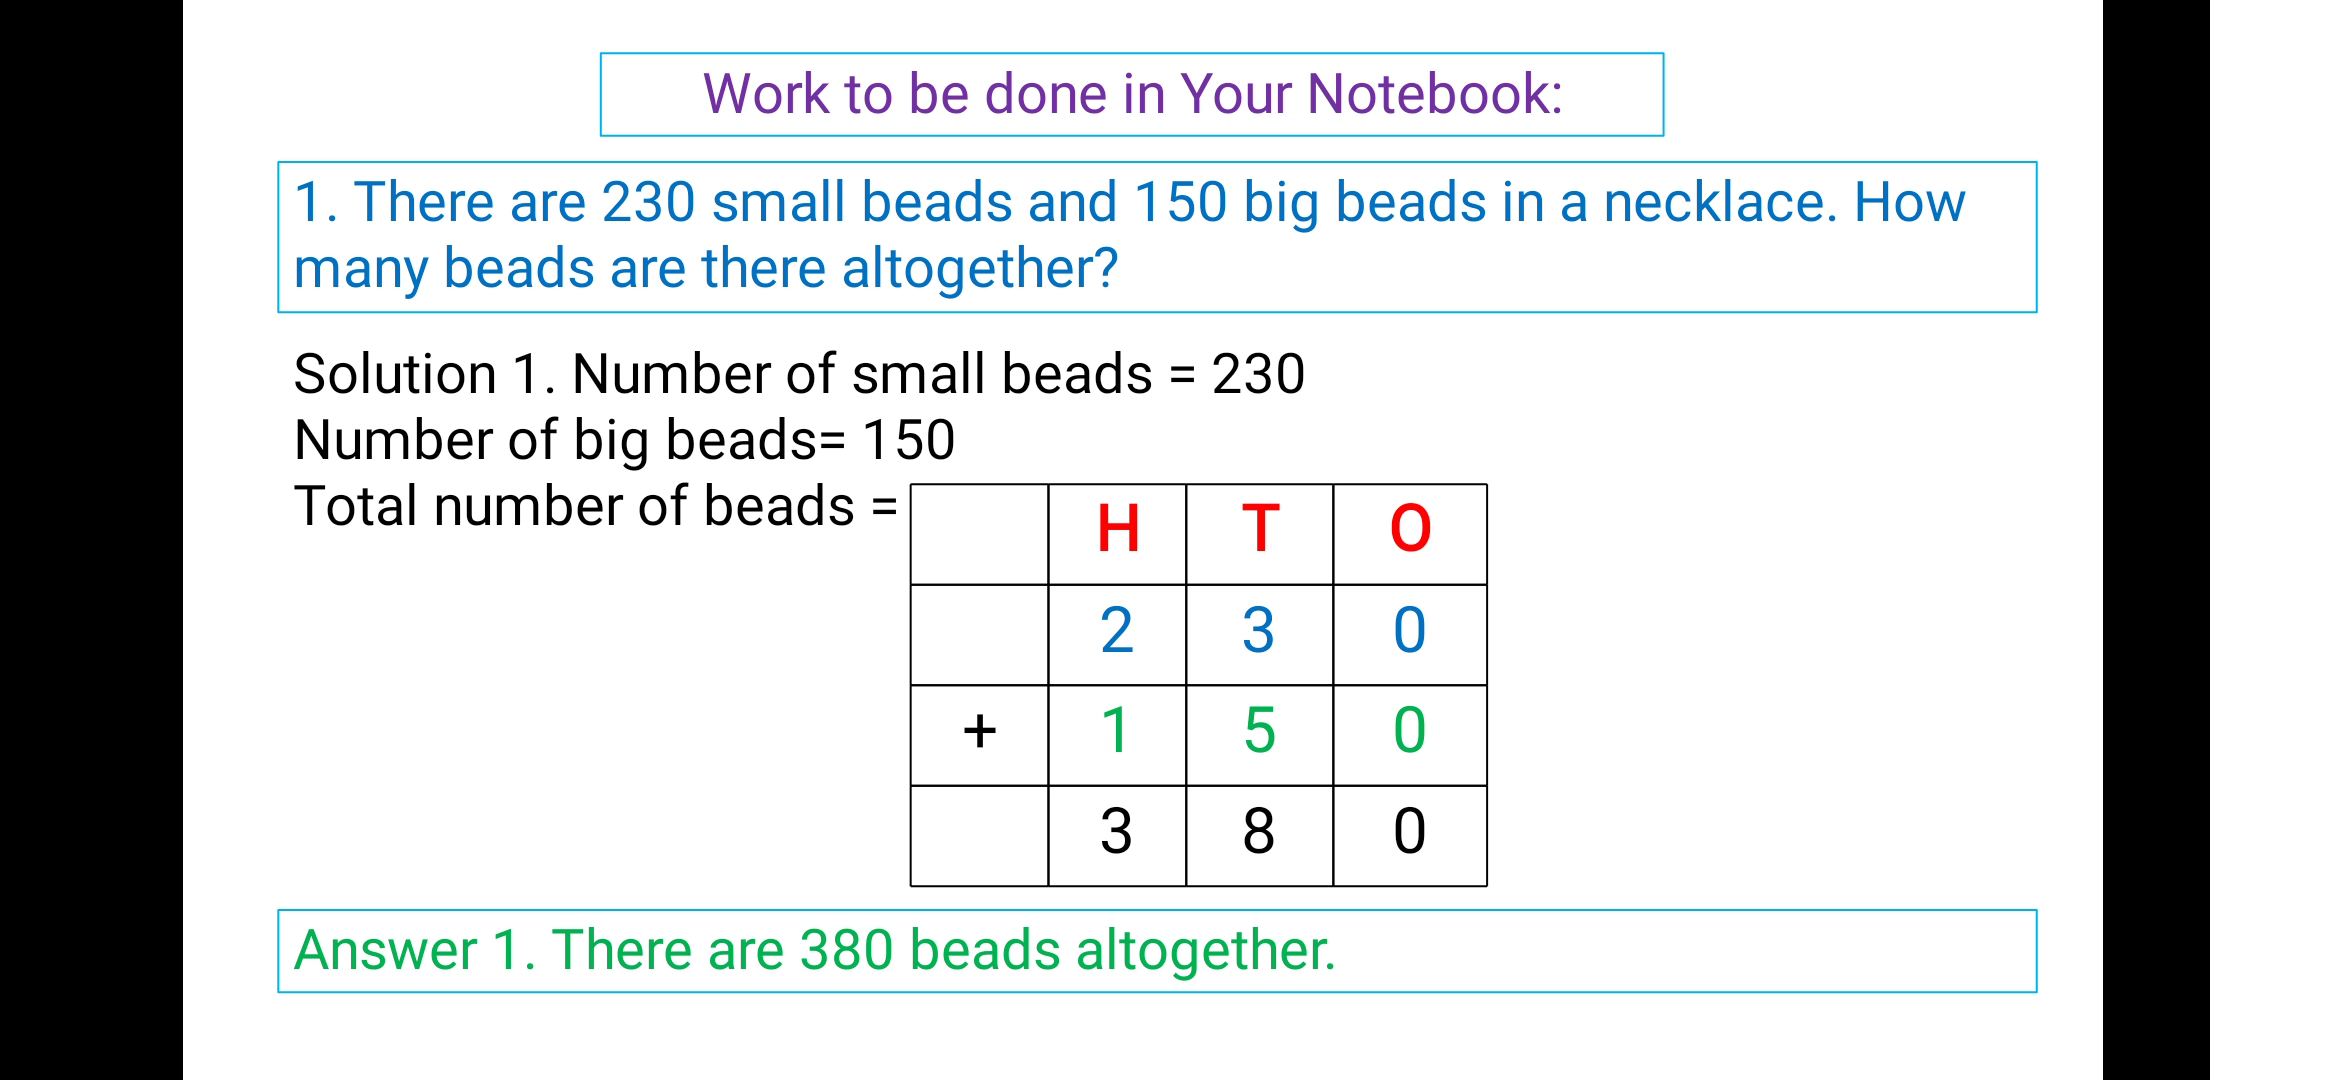 Work to be done in Your Notebook:
1. There are 230 small beads and 150 big beads in a necklace. How
many beads are there altogether?
Solution 1. Number of small beads = 230
Number of big beads= 150
Total number of beads =
H T O
2 3 0
+ 1 5 0
3 8 0
Answer 1. There are 380 beads altogether.